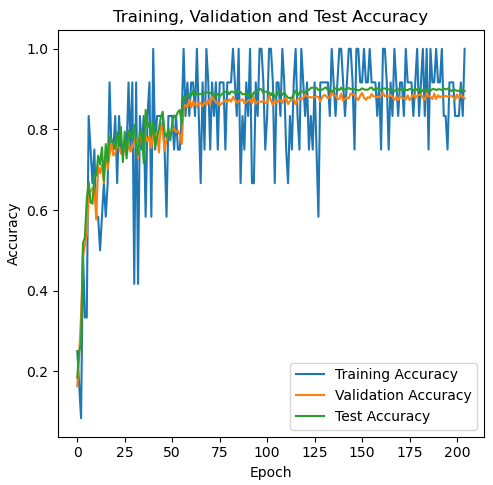 Training, Validation and Test Accuracy
1.0
0.8
0.6
0.4
0.2
Accuracy
0
25
50
75
100
125
150
175
200
Epoch
Training Accuracy
Validation Accuracy
Test Accuracy